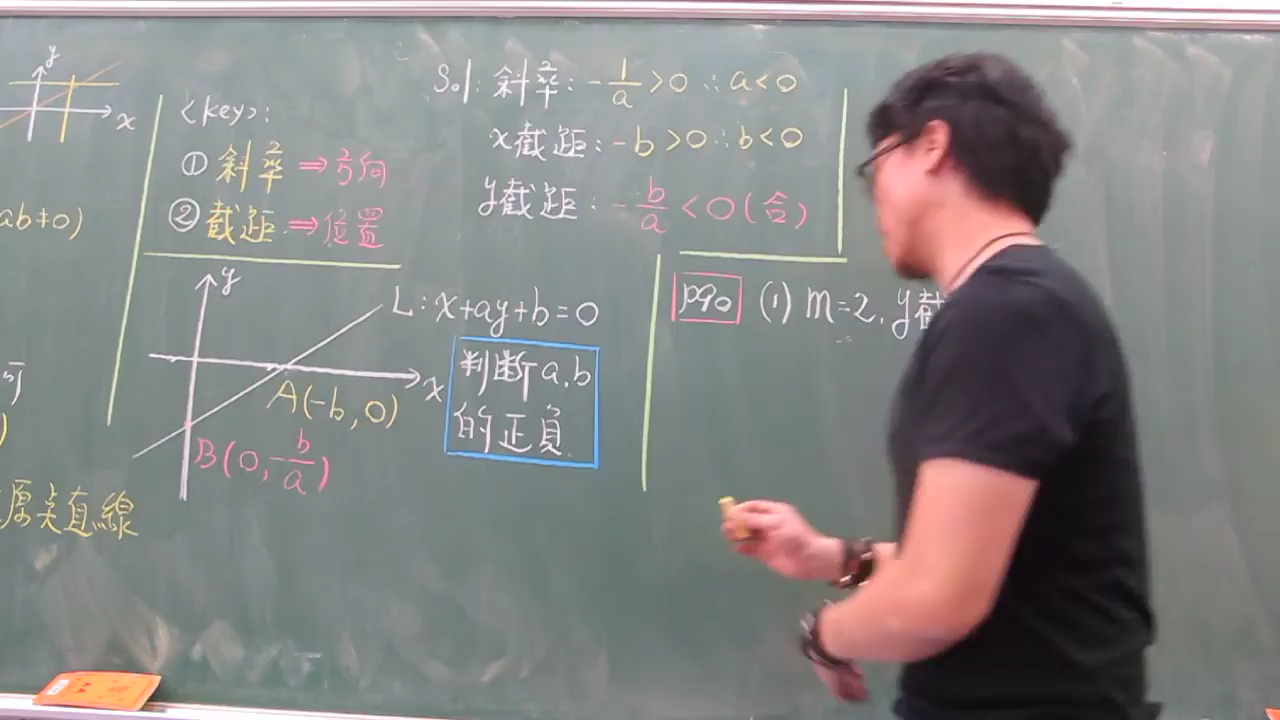 y
x
ab≠0)
原点直線
<key>:
① 斜率 ⇒ 方向
② 截距 ⇒ 位置
Sol: 斜率: -1/a > 0 ∴ a < 0
x截距: -b > 0 ∴ b < 0
y截距: -b/a < 0 (合)
y
L: x+ay+b=0
x
A(-b, 0)
B(0, -b/a)
判斷 a.b
的正負.
p90 (1) m=2, y截